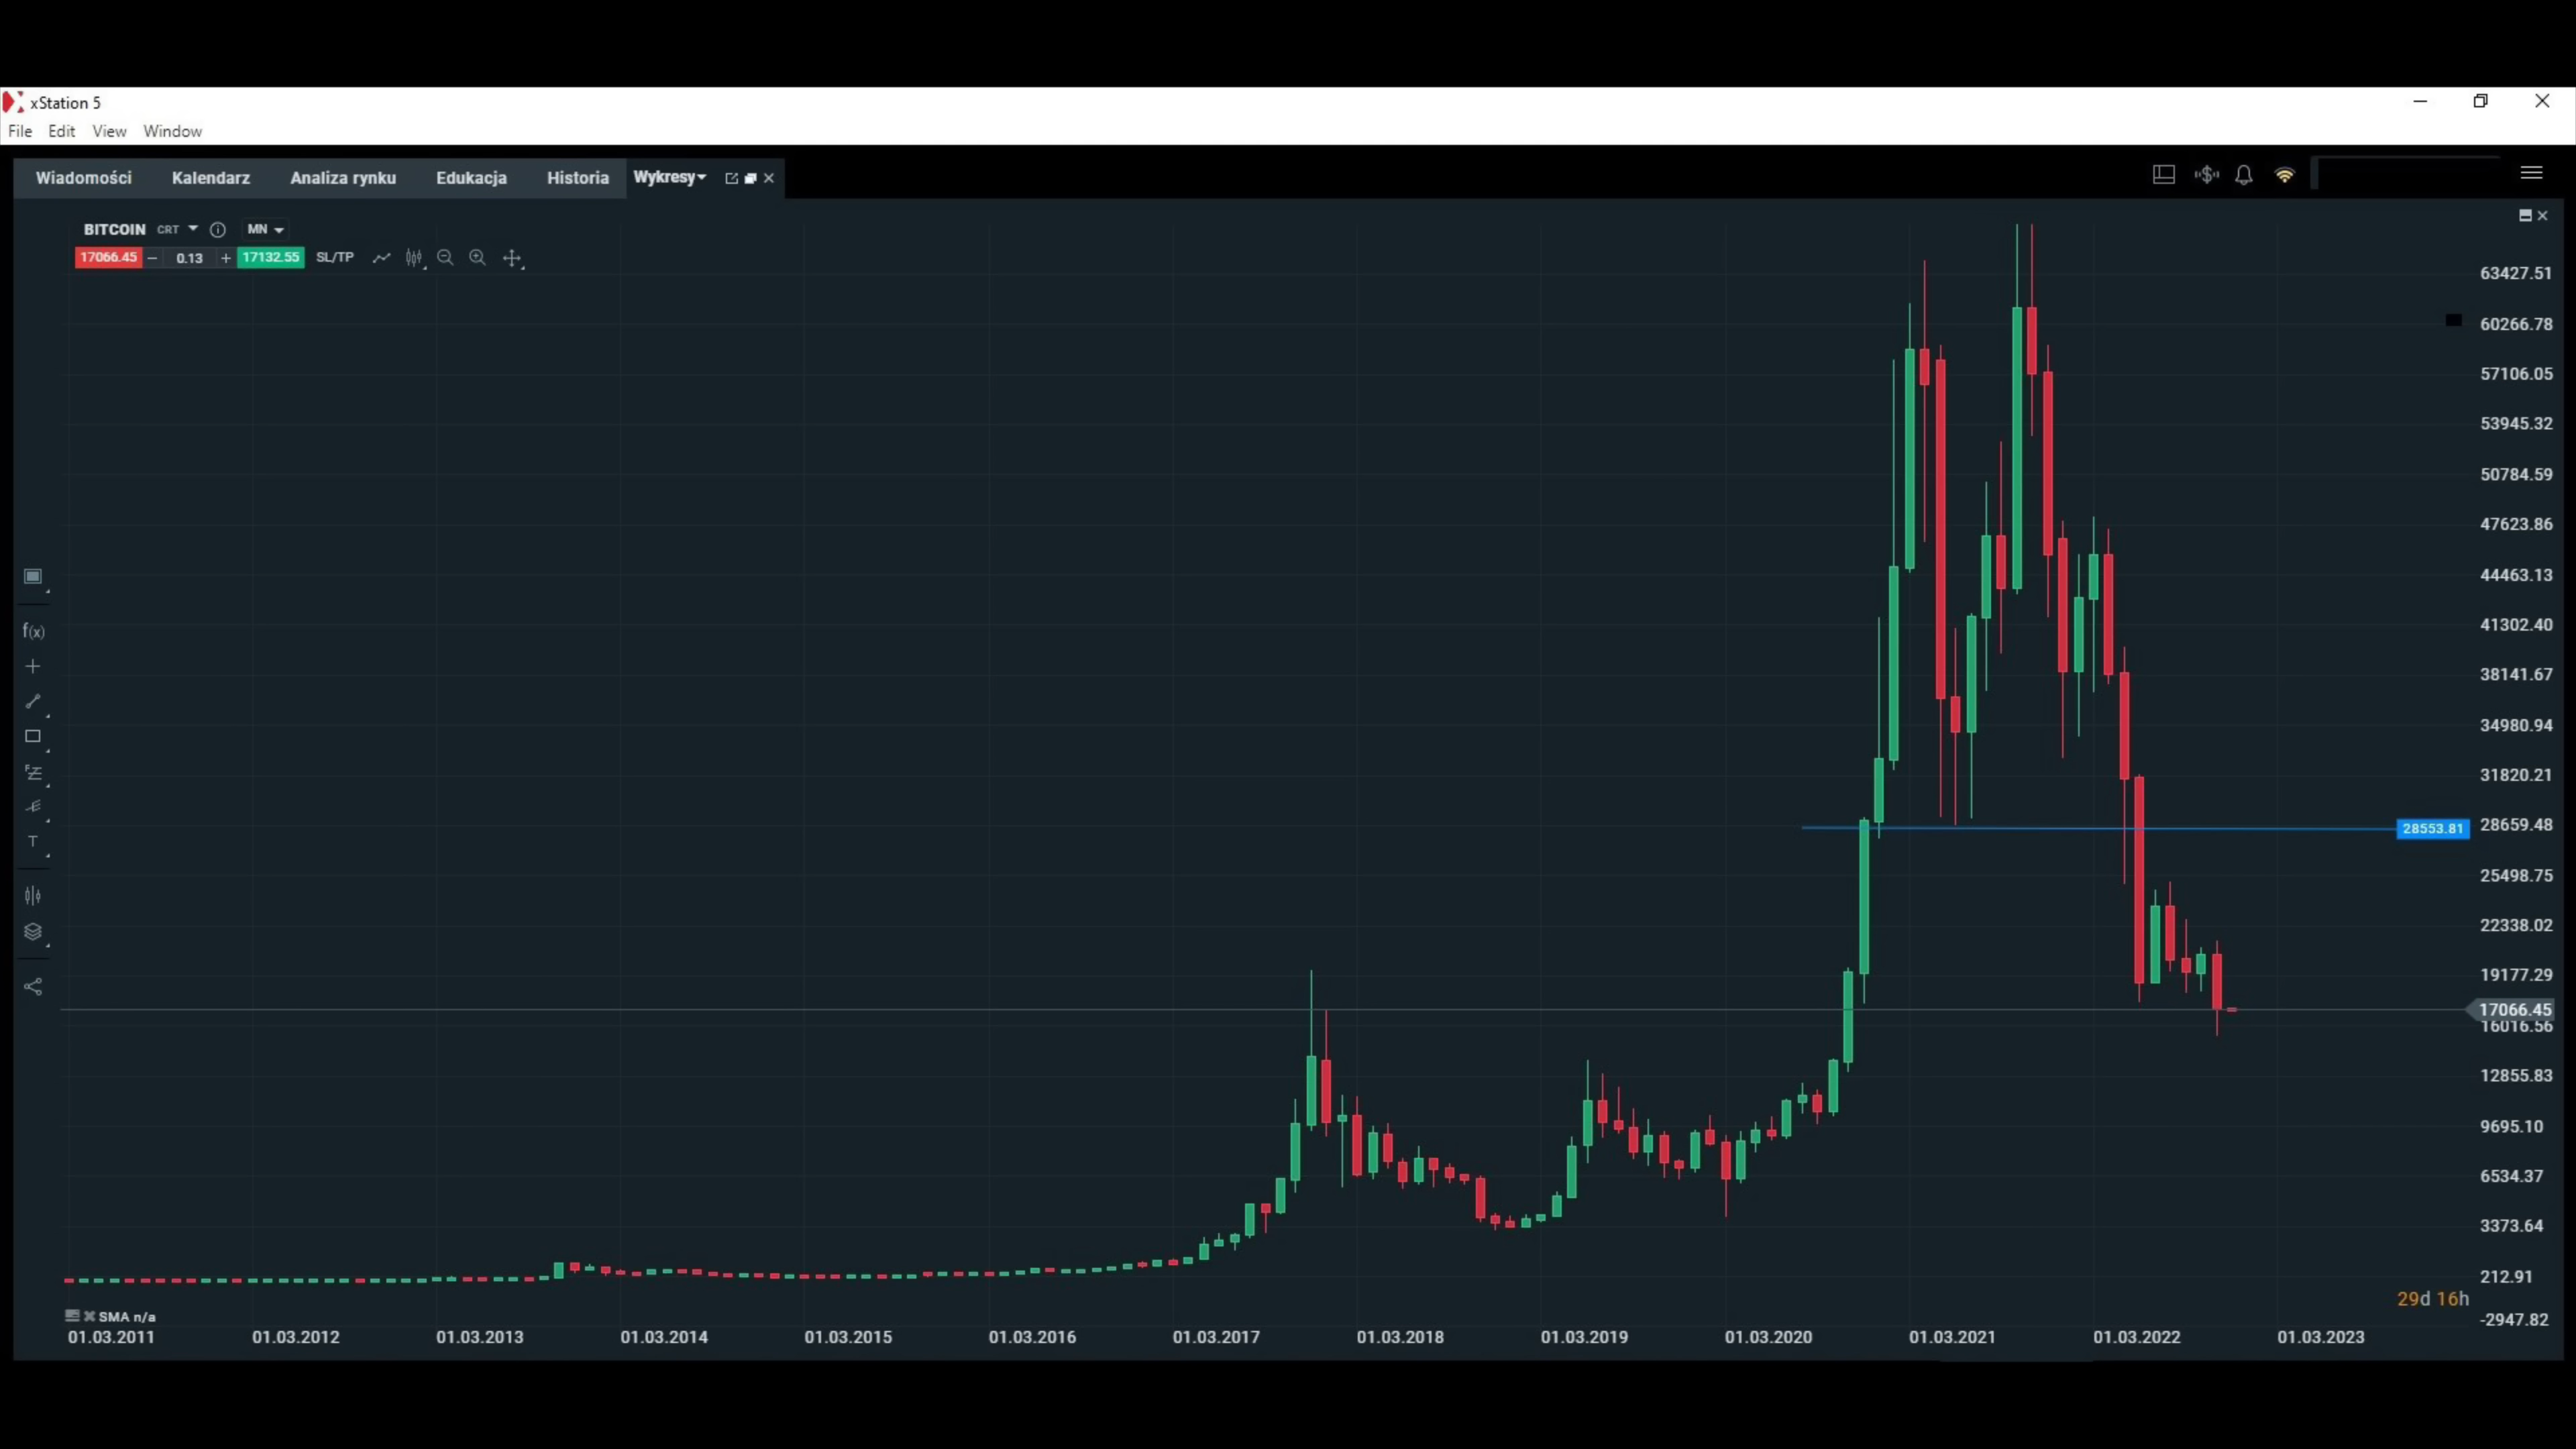 xStation 5
File Edit View Window
Wiadomości Kalendarz Analiza rynku Edukacja Historia Wykresy
BITCOIN CRT MN
17066.45 − 0.13 + 17132.55 SL/TP
63427.51
60266.78
57106.05
53945.32
50784.59
47623.86
44463.13
f(x)
41302.40
38141.67
34980.94
31820.21
28553.81 28659.48
T
25498.75
22338.02
19177.29
17066.45
16016.56
12855.83
9695.10
6534.37
3373.64
212.91
29d 16h
SMA n/a
-2947.82
01.03.2011 01.03.2012 01.03.2013 01.03.2014 01.03.2015 01.03.2016 01.03.2017 01.03.2018 01.03.2019 01.03.2020 01.03.2021 01.03.2022 01.03.2023